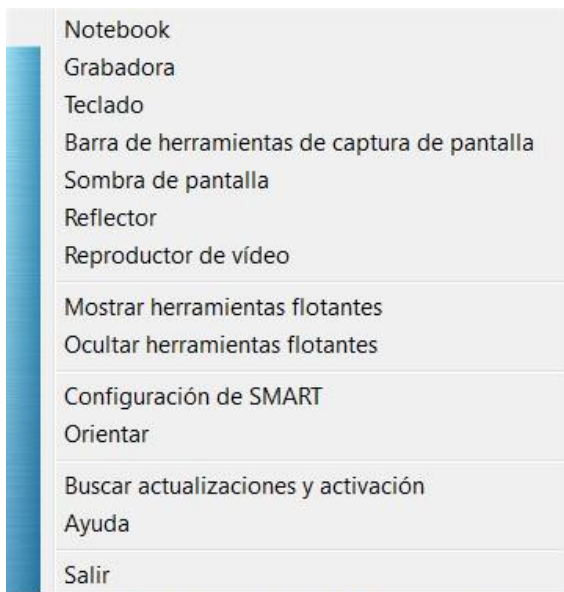 Notebook
Grabadora
Teclado
Barra de herramientas de captura de pantalla
Sombra de pantalla
Reflector
Reproductor de vídeo
Mostrar herramientas flotantes
Ocultar herramientas flotantes
Configuración de SMART
Orientar
Buscar actualizaciones y activación
Ayuda
Salir